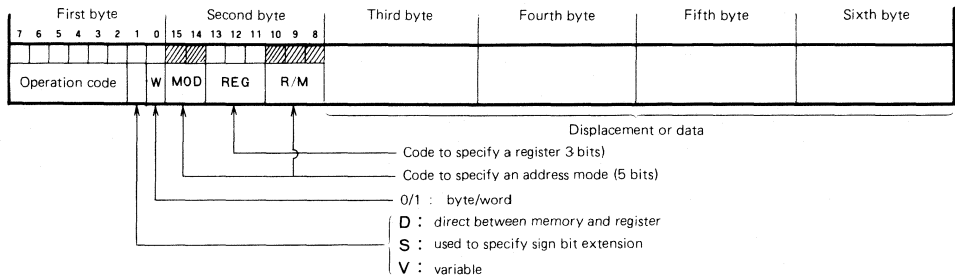 First byte Second byte Third byte Fourth byte Fifth byte Sixth byte
7 6 5 4 3 2 1 0 15 14 13 12 11 10 9 8
Operation code W MOD REG R/M
Displacement or data
Code to specify a register 3 bits)
Code to specify an address mode (5 bits)
0/1 : byte/word
D : direct between memory and register
S : used to specify sign bit extension
V : variable